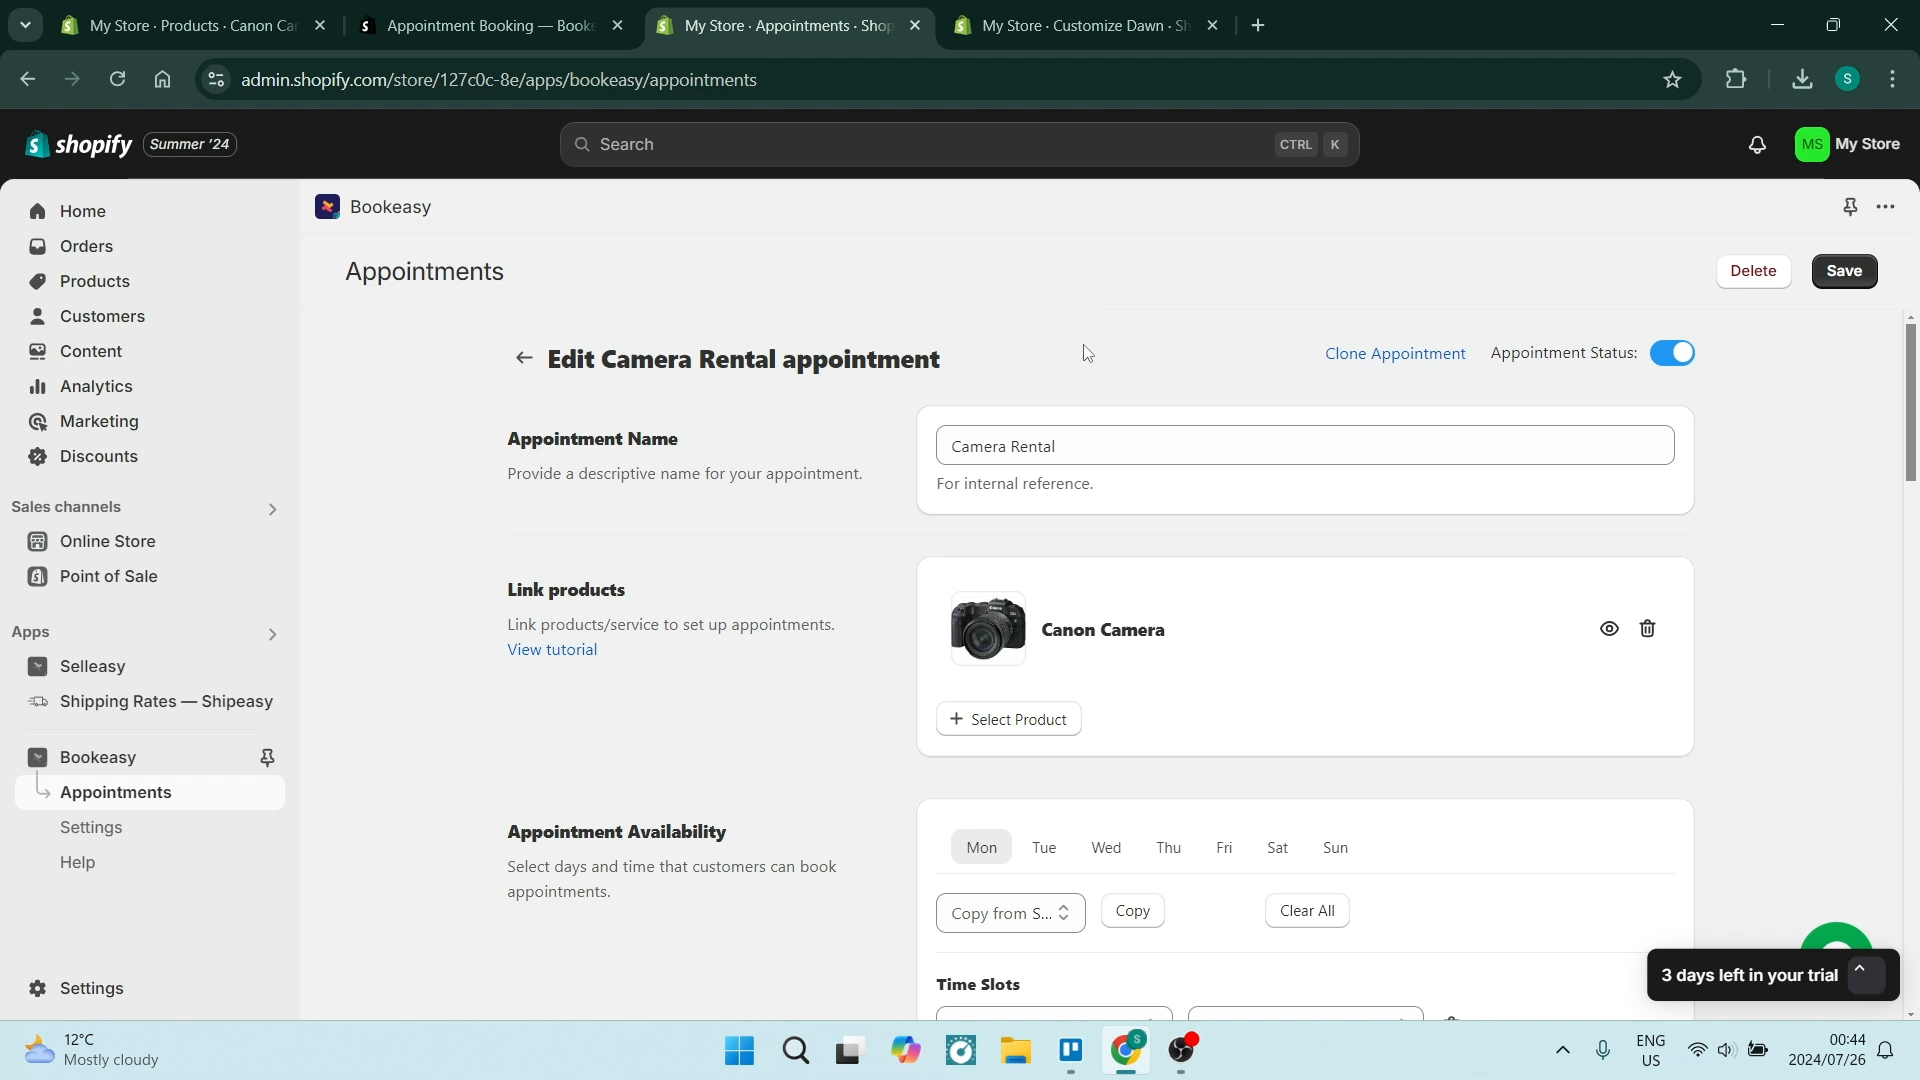 My Store · Products · Canon Ca
Appointment Booking — Book
My Store · Appointments · Shop
My Store · Customize Dawn · Sh
admin.shopify.com/store/127c0c-8e/apps/bookeasy/appointments
S
shopify
Summer '24
Search
CTRL
K
MS
My Store
Home
Orders
Products
Customers
Content
Analytics
Marketing
Discounts
Sales channels
Online Store
Point of Sale
Apps
Selleasy
Shipping Rates — Shipeasy
Bookeasy
Appointments
Settings
Help
Settings
Bookeasy
Appointments
Delete
Save
Edit Camera Rental appointment
Clone Appointment
Appointment Status:
Appointment Name
Provide a descriptive name for your appointment.
Camera Rental
For internal reference.
Link products
Link products/service to set up appointments.
View tutorial
Canon Camera
+ Select Product
Appointment Availability
Select days and time that customers can book
appointments.
Mon Tue Wed Thu Fri Sat Sun
Copy from S...
Copy
Clear All
Time Slots
3 days left in your trial
12°C
Mostly cloudy
ENG
US
00:44
2024/07/26